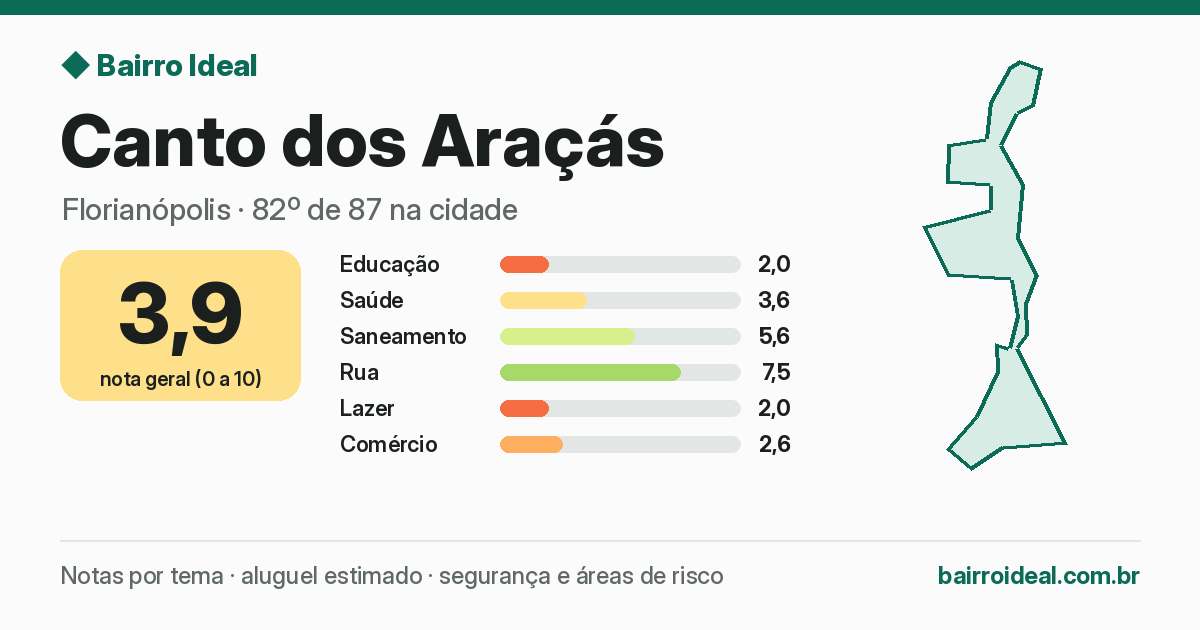 Bairro Ideal
Canto dos Araçás
Florianópolis · 82º de 87 na cidade
3,9
nota geral (0 a 10)
Educação 2,0
Saúde 3,6
Saneamento 5,6
Rua 7,5
Lazer 2,0
Comércio 2,6
Notas por tema · aluguel estimado · segurança e áreas de risco
bairroideal.com.br